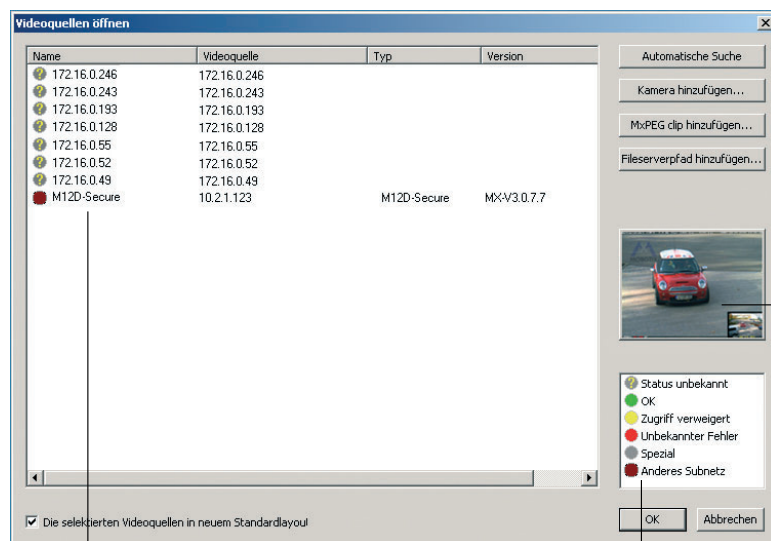 Videoquellen öffnen
Name Videoquelle Typ Version
172.16.0.246 172.16.0.246
172.16.0.243 172.16.0.243
172.16.0.193 172.16.0.193
172.16.0.128 172.16.0.128
172.16.0.55 172.16.0.55
172.16.0.52 172.16.0.52
172.16.0.49 172.16.0.49
M12D-Secure 10.2.1.123 M12D-Secure MX-V3.0.7.7
Automatische Suche
Kamera hinzufügen...
MxPEG clip hinzufügen...
Fileserverpfad hinzufügen...
Status unbekannt
OK
Zugriff verweigert
Unbekannter Fehler
Spezial
Anderes Subnetz
Die selektierten Videoquellen in neuem Standardlayout
OK Abbrechen